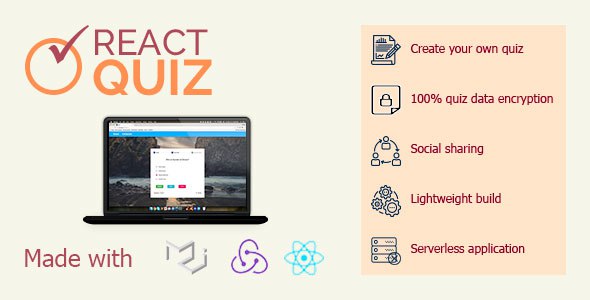 REACT
QUIZ
Create your own quiz
100% quiz data encryption
Social sharing
Lightweight build
Serverless application
Made with